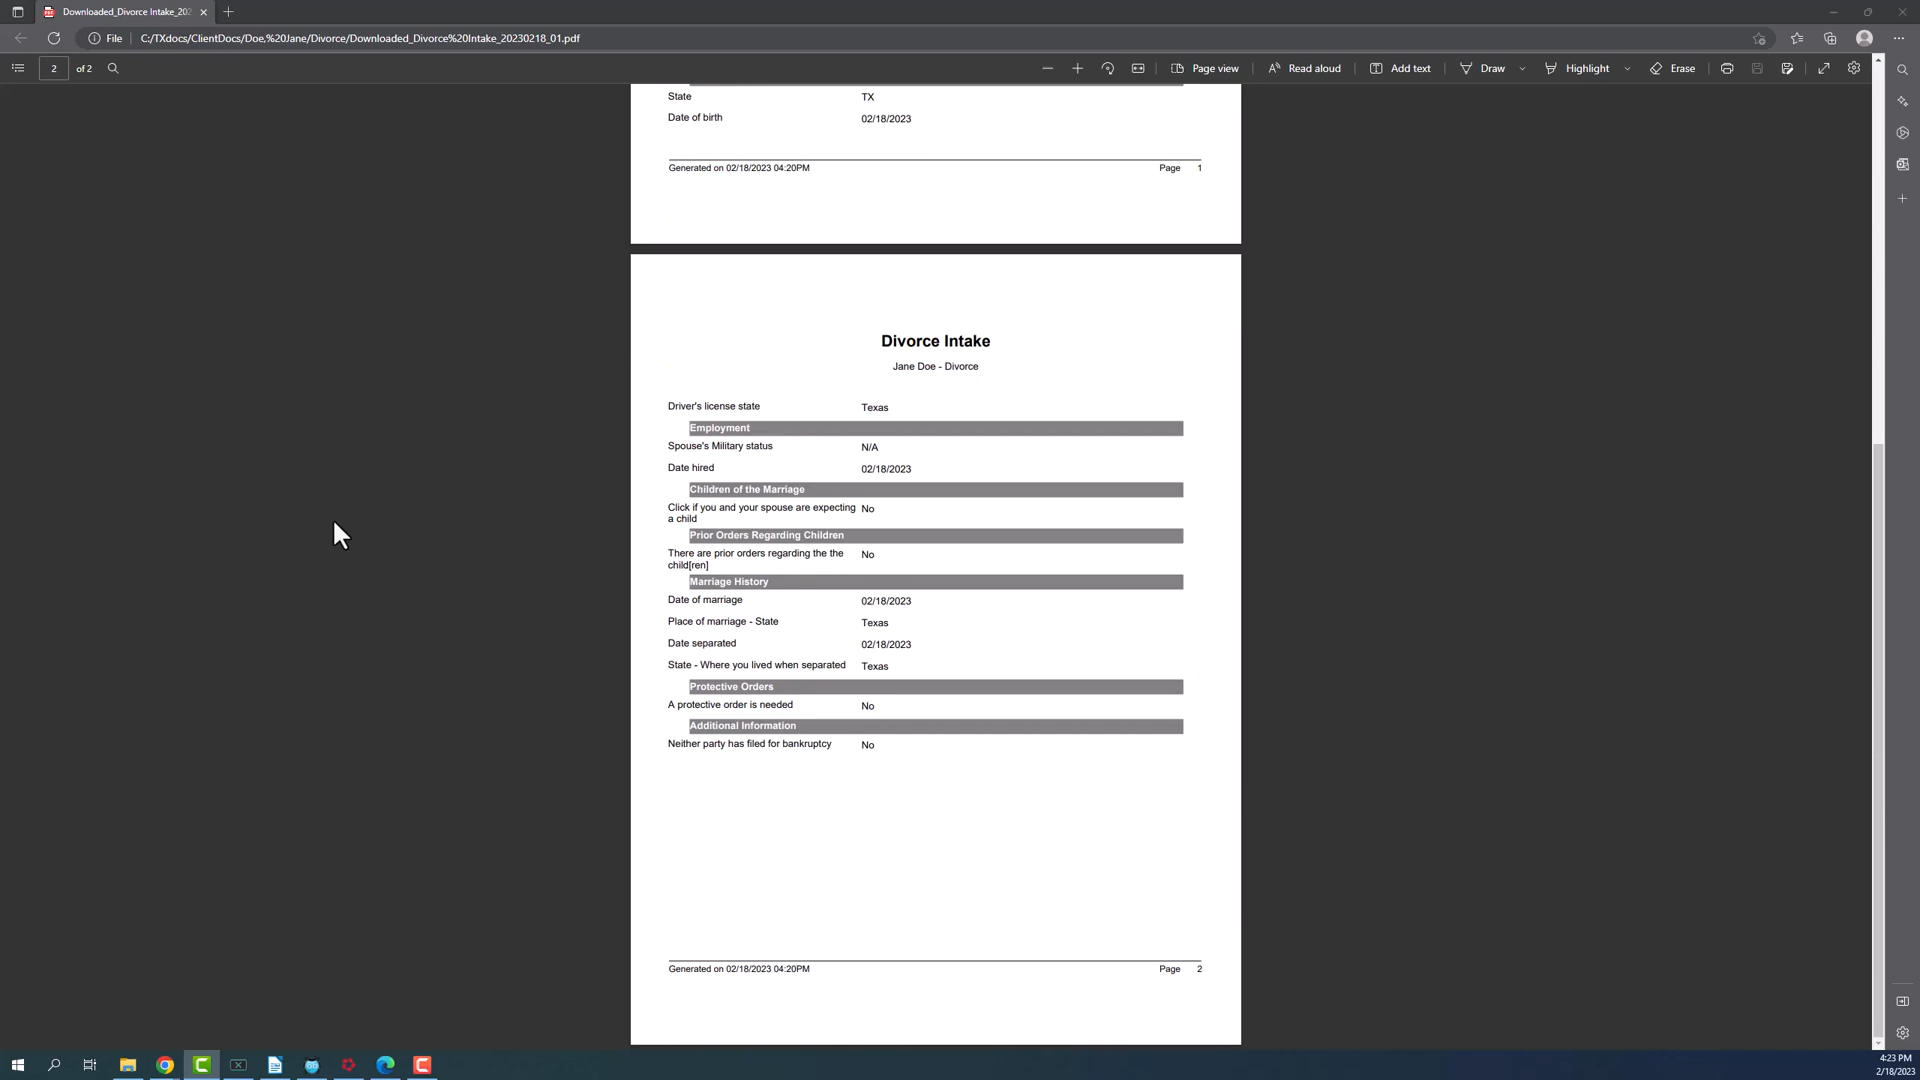 Downloaded_Divorce Intake_202
File
C:/TXdocs/ClientDocs/Doe,%20Jane/Divorce/Downloaded_Divorce%20Intake_20230218_01.pdf
2 of 2
Page view
Read aloud
Add text
Draw
Highlight
Erase
State TX
Date of birth 02/18/2023
Generated on 02/18/2023 04:20PM Page 1
Divorce Intake
Jane Doe - Divorce
Driver's license state Texas
Employment
Spouse's Military status N/A
Date hired 02/18/2023
Children of the Marriage
Click if you and your spouse are expecting No
a child
Prior Orders Regarding Children
There are prior orders regarding the the No
child[ren]
Marriage History
Date of marriage 02/18/2023
Place of marriage - State Texas
Date separated 02/18/2023
State - Where you lived when separated Texas
Protective Orders
A protective order is needed No
Additional Information
Neither party has filed for bankruptcy No
Generated on 02/18/2023 04:20PM Page 2
4:23 PM
2/18/2023